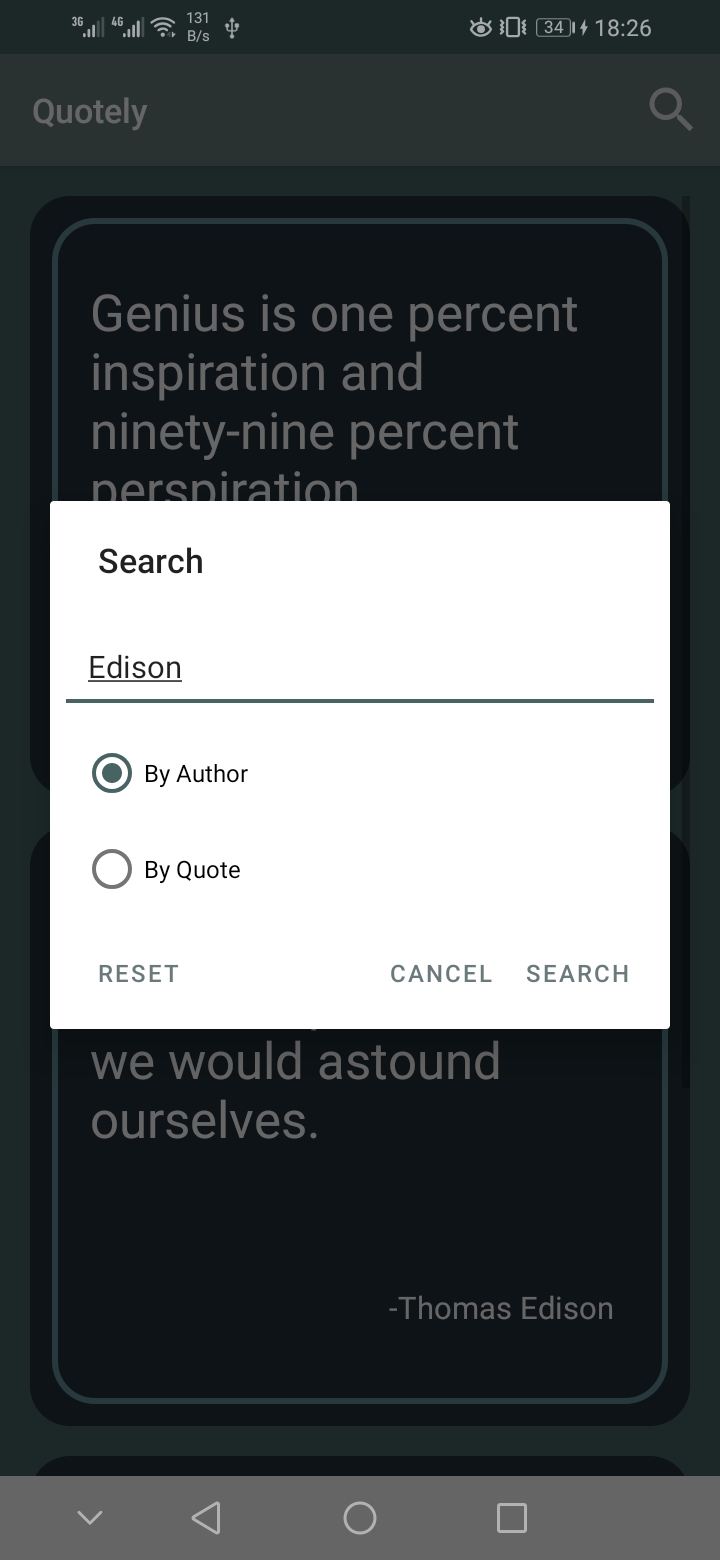 3G 4G 131 B/s 34 18:26
Quotely
Genius is one percent
inspiration and
ninety-nine percent
perspiration
Search
Edison
By Author
By Quote
RESET CANCEL SEARCH
we would astound
ourselves.
-Thomas Edison